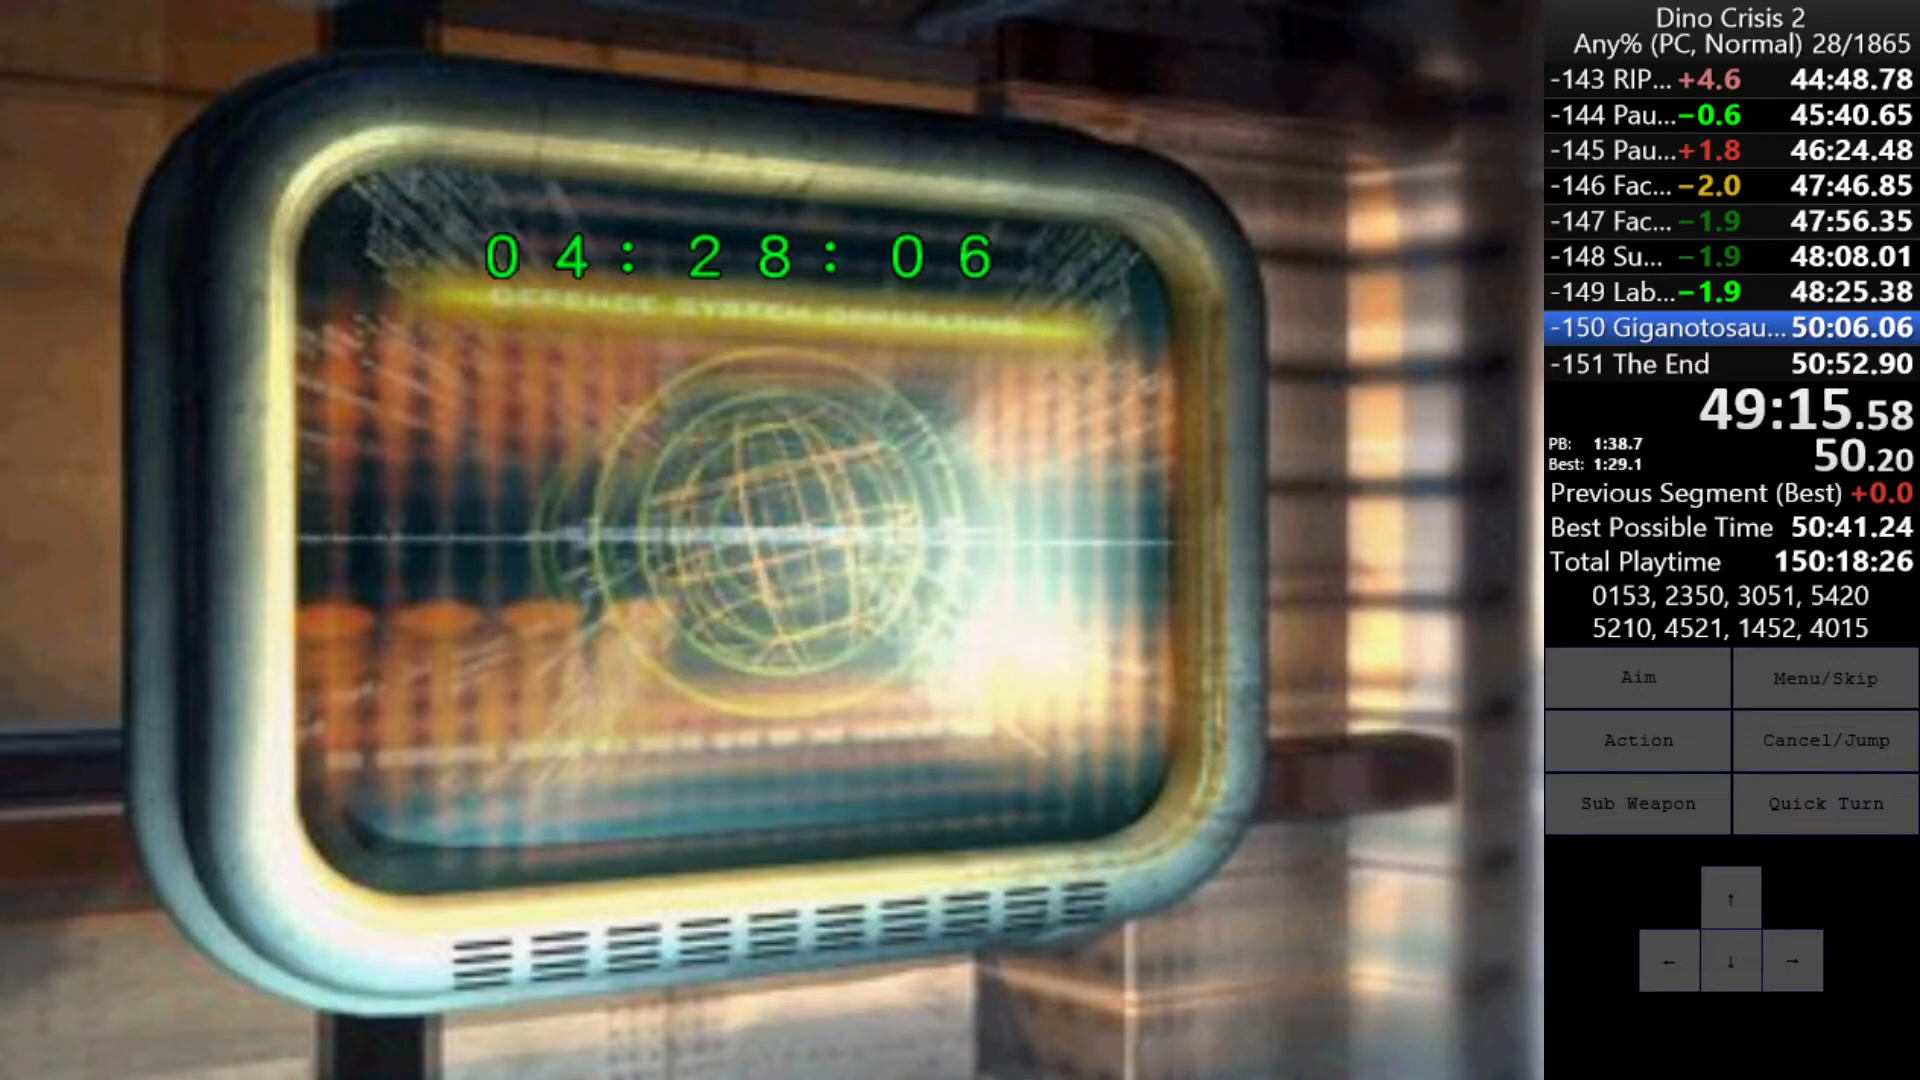 04:28:06
DEFENCE SYSTEM OPPERATING
Dino Crisis 2
Any% (PC, Normal) 28/1865
-143 RIP... +4.6 44:48.78
-144 Pau... −0.6 45:40.65
-145 Pau... +1.8 46:24.48
-146 Fac... −2.0 47:46.85
-147 Fac... −1.9 47:56.35
-148 Su... −1.9 48:08.01
-149 Lab... −1.9 48:25.38
-150 Giganotosau... 50:06.06
-151 The End 50:52.90
49:15.58
PB: 1:38.7
Best: 1:29.1
50.20
Previous Segment (Best) +0.0
Best Possible Time 50:41.24
Total Playtime 150:18:26
0153, 2350, 3051, 5420
5210, 4521, 1452, 4015
Aim Menu/Skip
Action Cancel/Jump
Sub Weapon Quick Turn
↑
← ↓ →